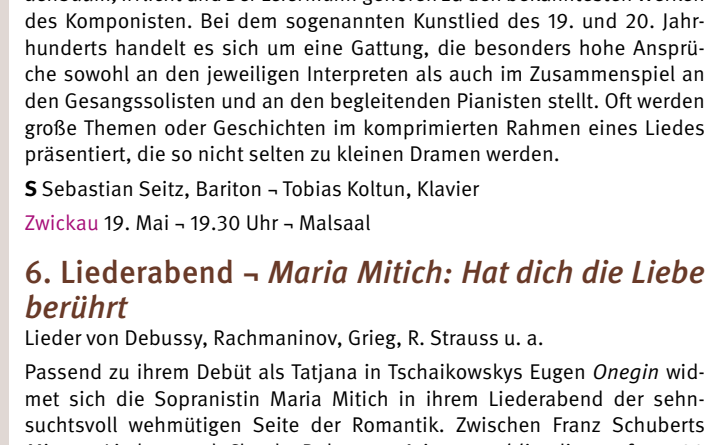 des Komponisten. Bei dem sogenannten Kunstlied des 19. und 20. Jahr-
hunderts handelt es sich um eine Gattung, die besonders hohe Ansprü-
che sowohl an den jeweiligen Interpreten als auch im Zusammenspiel an
den Gesangssolisten und an den begleitenden Pianisten stellt. Oft werden
große Themen oder Geschichten im komprimierten Rahmen eines Liedes
präsentiert, die so nicht selten zu kleinen Dramen werden.
S Sebastian Seitz, Bariton ¬ Tobias Koltun, Klavier
Zwickau 19. Mai ¬ 19.30 Uhr ¬ Malsaal
6. Liederabend ¬ Maria Mitich: Hat dich die Liebe
berührt
Lieder von Debussy, Rachmaninov, Grieg, R. Strauss u. a.
Passend zu ihrem Debüt als Tatjana in Tschaikowskys Eugen Onegin wid-
met sich die Sopranistin Maria Mitich in ihrem Liederabend der sehn-
suchtsvoll wehmütigen Seite der Romantik. Zwischen Franz Schuberts